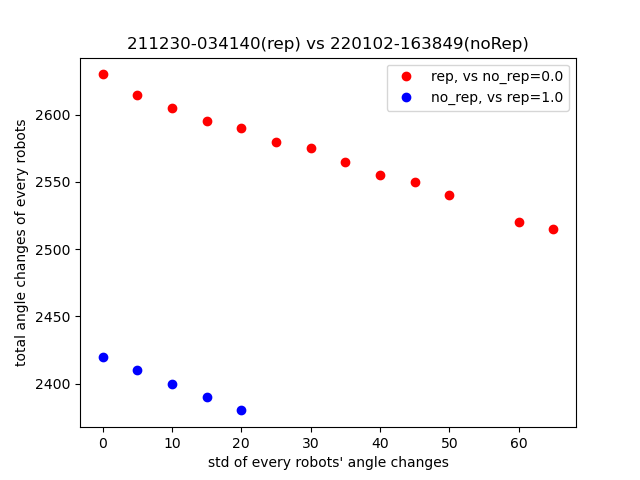 211230-034140(rep) vs 220102-163849(noRep)
rep, vs no_rep=0.0
no_rep, vs rep=1.0
total angle changes of every robots
2600
2550
2500
2450
2400
0 10 20 30 40 50 60
std of every robots' angle changes